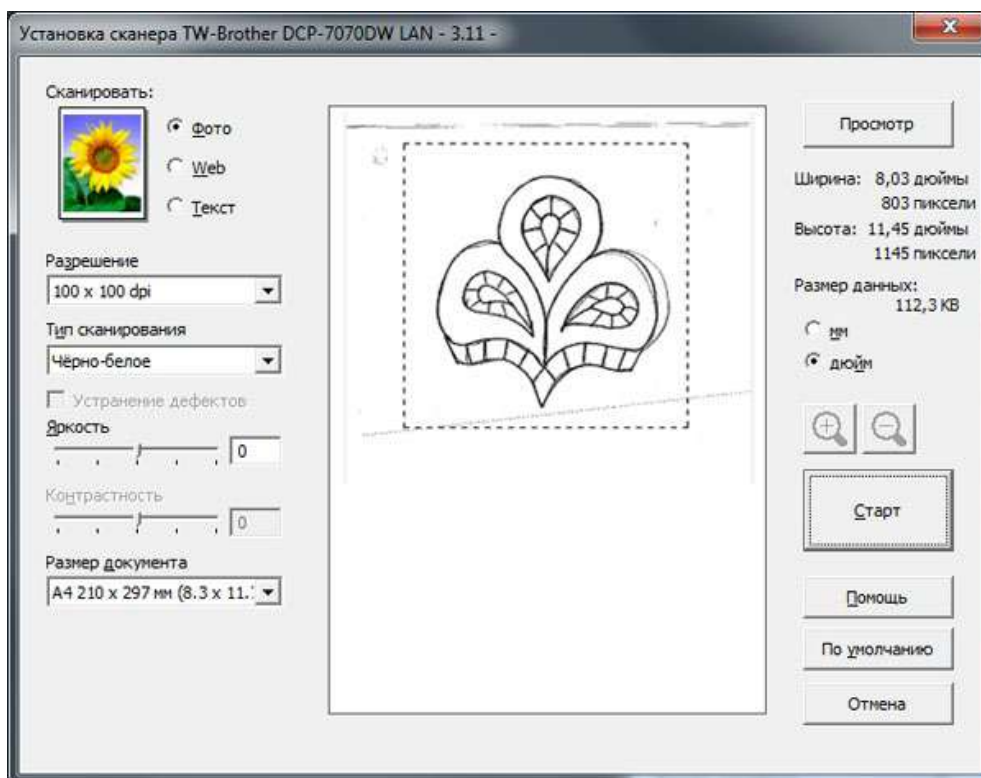 Установка сканера TW-Brother DCP-7070DW LAN - 3.11 -
Сканировать:
Фото
Web
Текст
Разрешение
100 x 100 dpi
Тип сканирования
Чёрно-белое
Устранение дефектов
Яркость
0
Контрастность
0
Размер документа
A4 210 x 297 мм (8.3 x 11.
Просмотр
Ширина: 8,03 дюймы
803 пиксели
Высота: 11,45 дюймы
1145 пиксели
Размер данных:
112,3 KB
мм
дюйм
Старт
Помощь
По умолчанию
Отмена